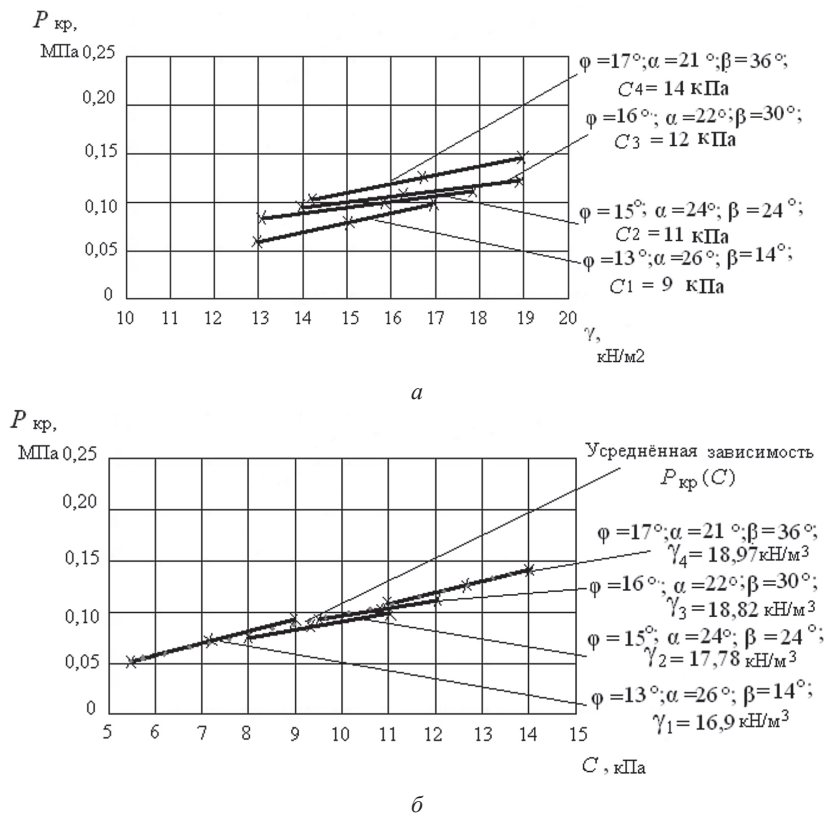 P кр,
МПа 0,25
0,20
0,15
0,10
0,05
0
10 11 12 13 14 15 16 17 18 19 20
γ,
кН/м2
φ =17°;α =21 °;β= 36°;
C4= 14 кПа
φ =16°; α =22°;β =30°;
C3 = 12 кПа
φ =15°; α =24°; β = 24 °;
C2 = 11 кПа
φ =13°;α =26°; β =14°;
C1 = 9 кПа
а
P кр,
МПа 0,25
0,20
0,15
0,10
0,05
0
5 6 7 8 9 10 11 12 13 14 15
C , кПа
Усреднённая зависимость
Pкр (C)
φ =17°;α =21 °;β= 36°;
γ4= 18,97кН/м3
φ =16°, α =22°;β =30°;
γ3= 18,82 кН/м3
φ =15°; α =24°; β = 24 °;
γ2= 17,78 кН/м3
φ =13°;α =26°; β =14°;
γ1= 16,9 кН/м3
б